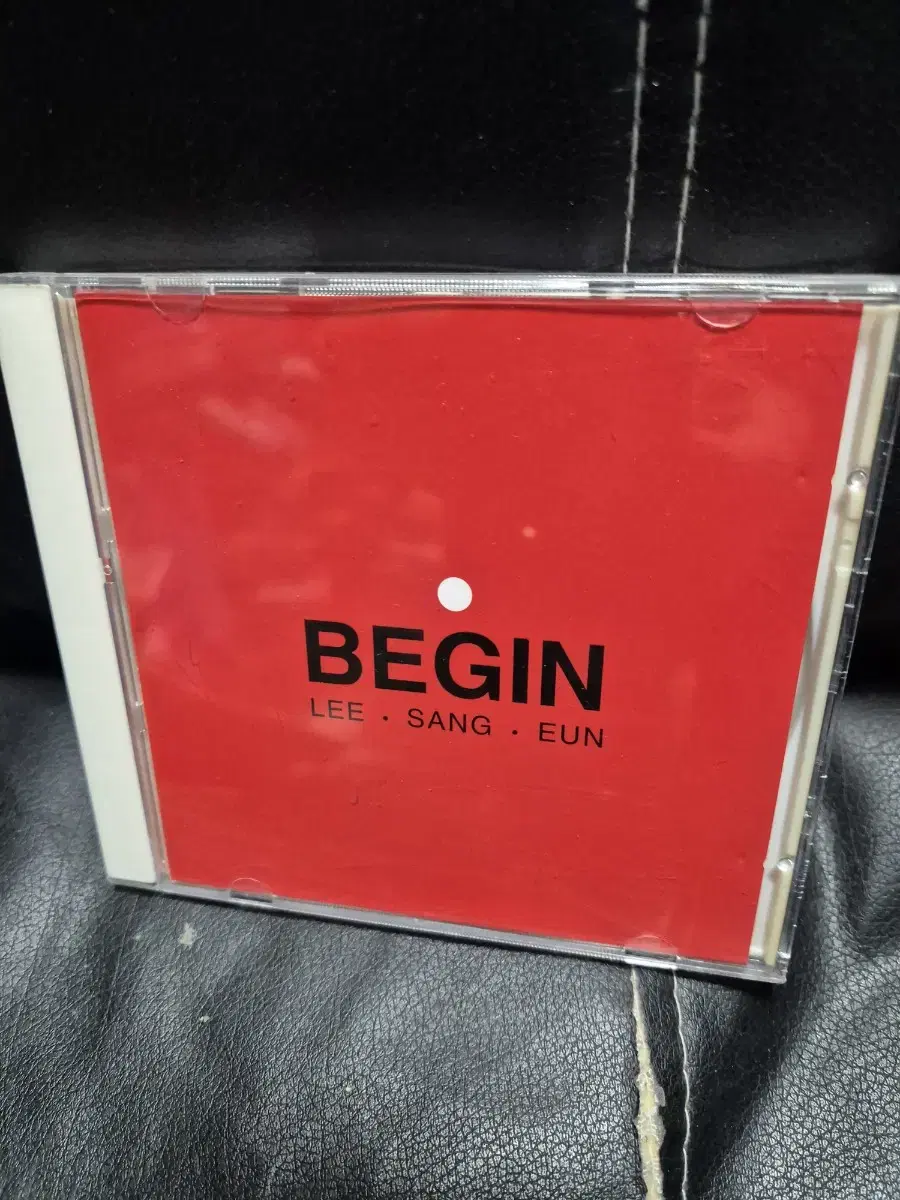 BEGIN
LEE · SANG · EUN